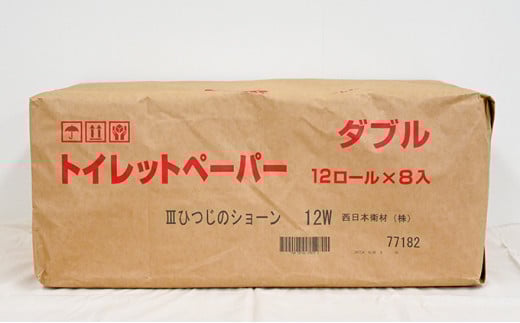 ダブル
トイレットペーパー
12ロール×8入
Ⅲひつじのショーン 12W 西日本衛材(株)
77182